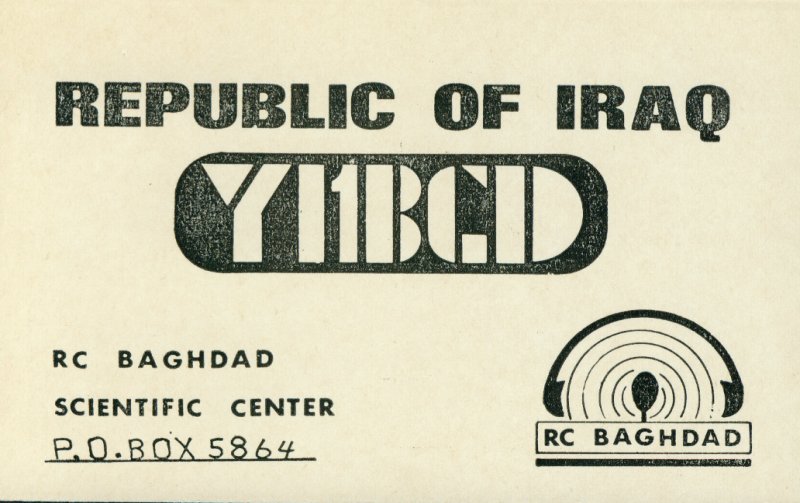 REPUBLIC OF IRAQ
YI1BGD
RC BAGHDAD
SCIENTIFIC CENTER
P.O.BOX 5864
RC BAGHDAD